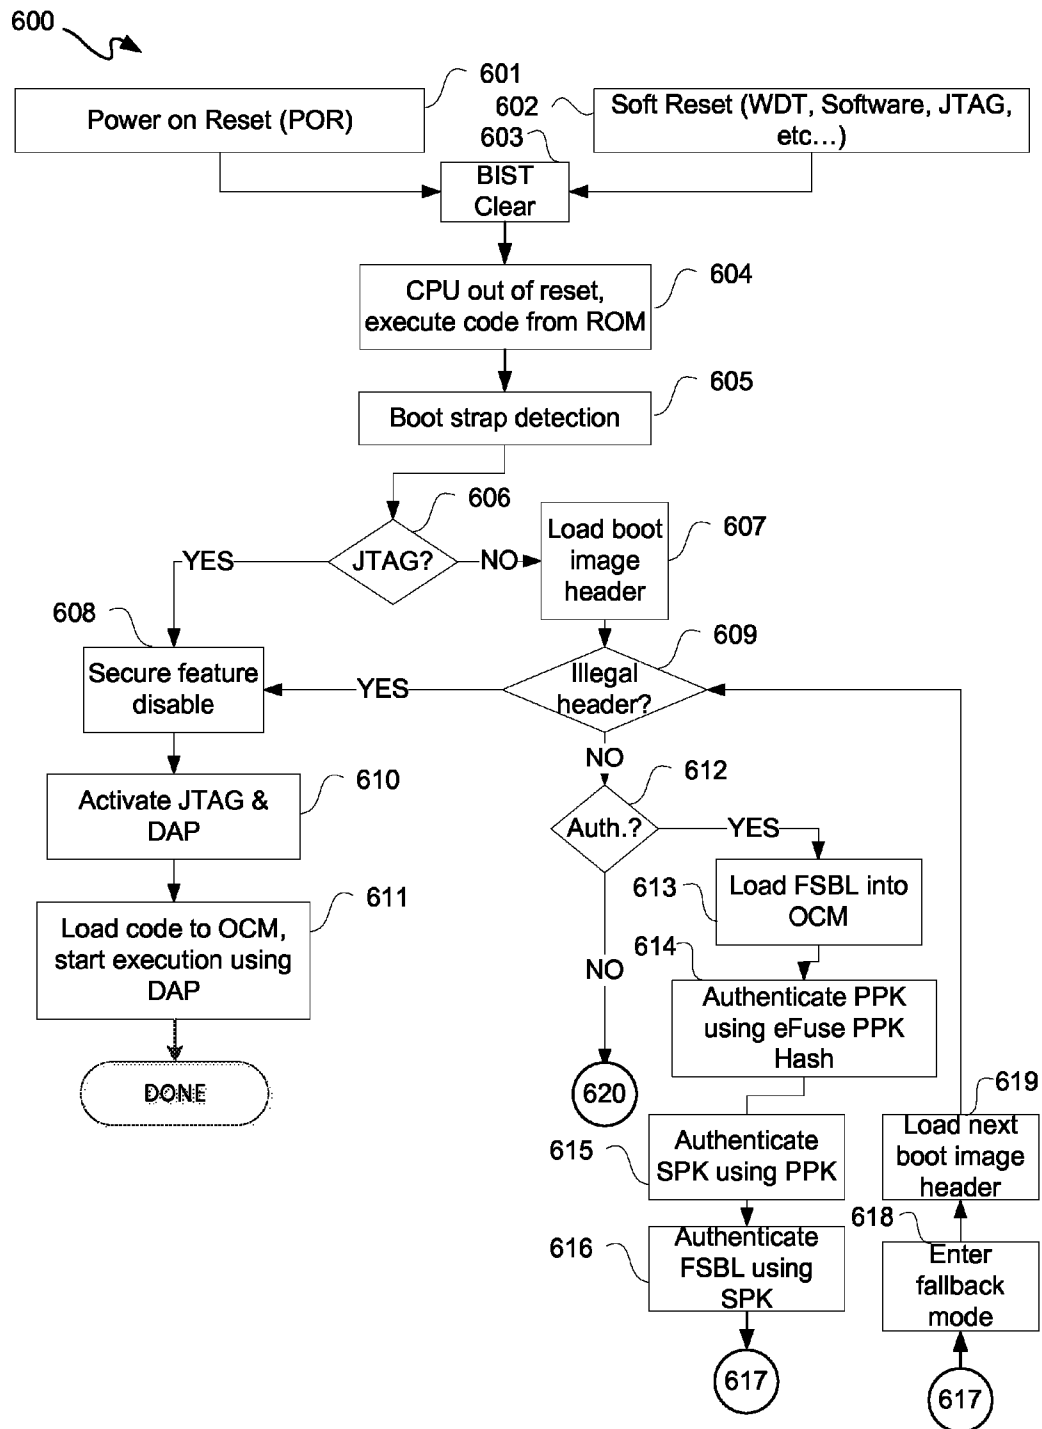 600
601
Power on Reset (POR)
602
Soft Reset (WDT, Software, JTAG,
etc...)
603
BIST
Clear
604
CPU out of reset,
execute code from ROM
605
Boot strap detection
606
JTAG?
YES
NO
607
Load boot
image
header
608
Secure feature
disable
609
Illegal
header?
YES
NO
610
Activate JTAG &
DAP
611
Load code to OCM,
start execution using
DAP
DONE
612
Auth.?
YES
NO
620
613
Load FSBL into
OCM
614
Authenticate PPK
using eFuse PPK
Hash
615
Authenticate
SPK using PPK
616
Authenticate
FSBL using
SPK
617
619
Load next
boot image
header
618
Enter
fallback
mode
617